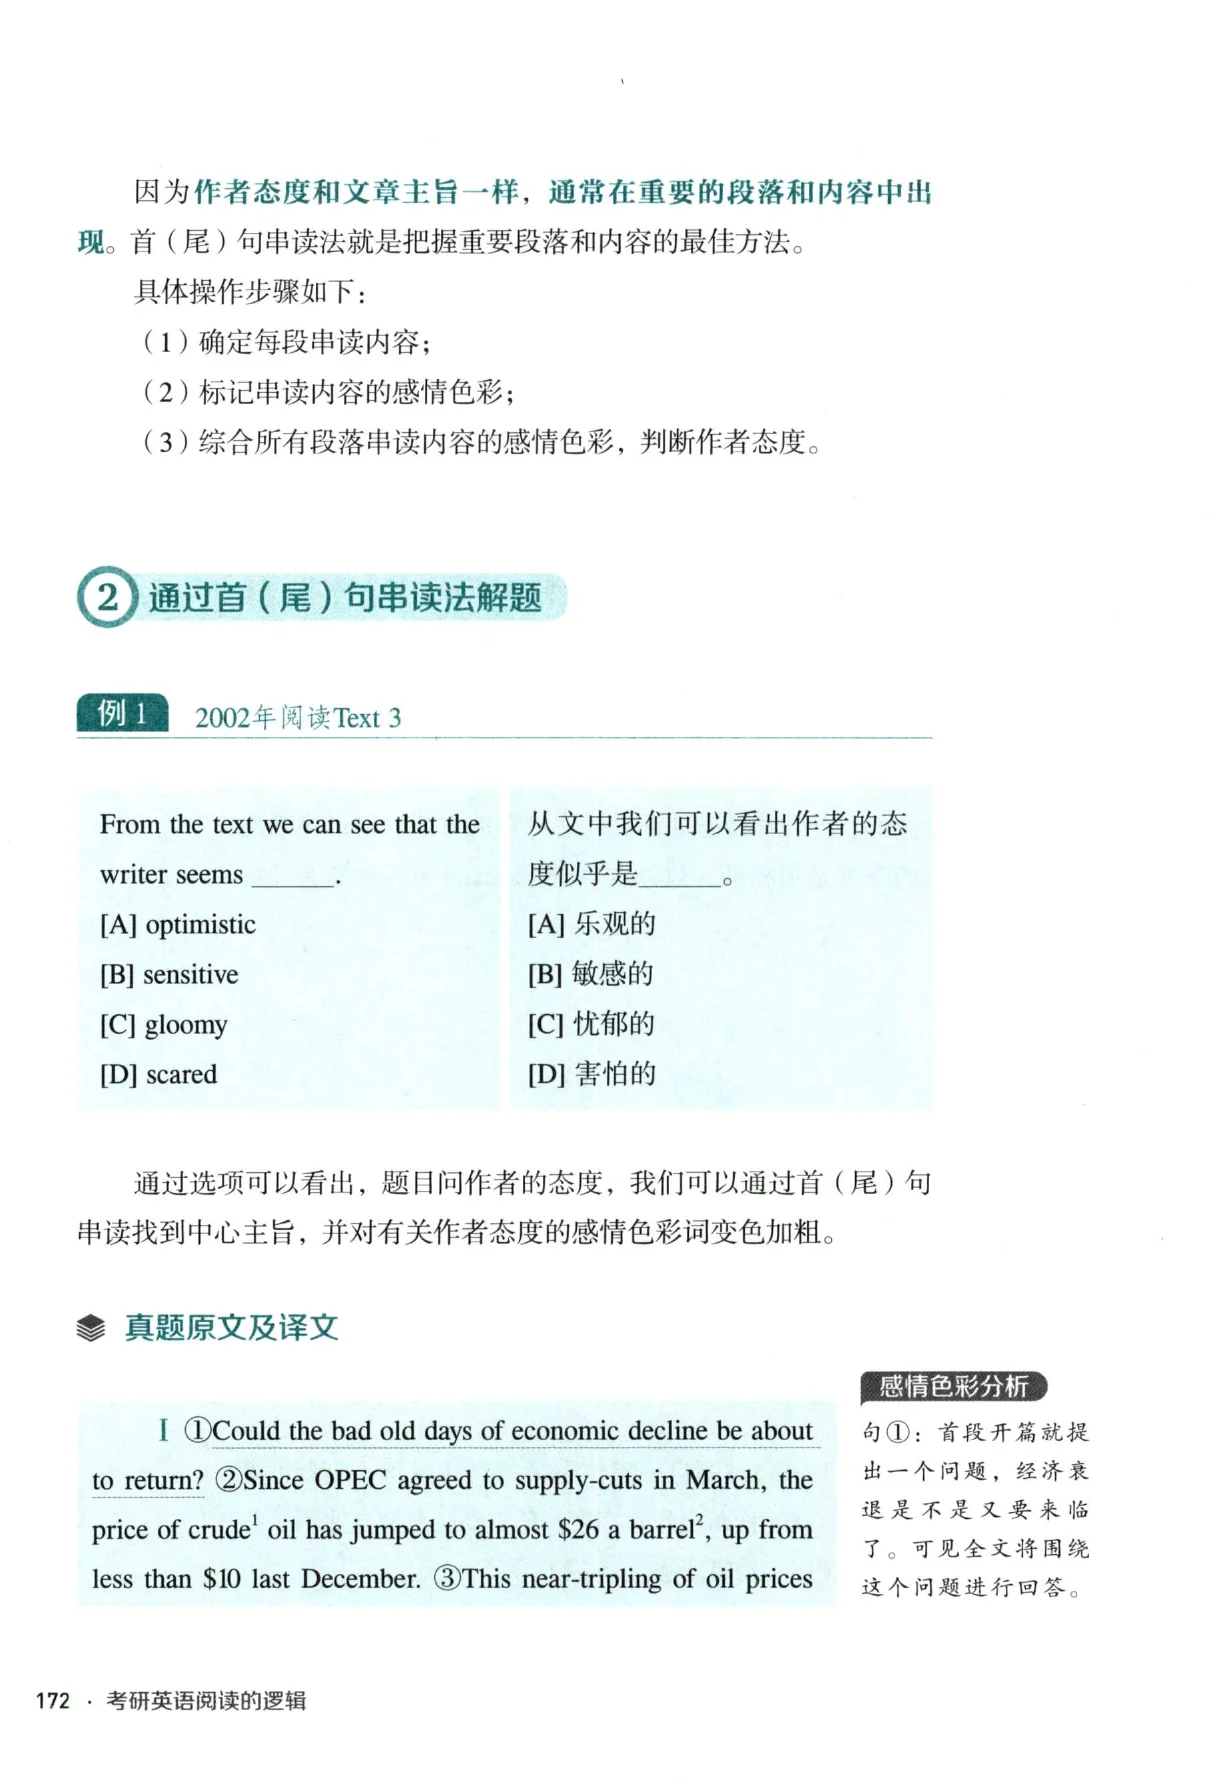 因为作者态度和文章主旨一样，通常在重要的段落和内容中出
现。首（尾）句串读法就是把握重要段落和内容的最佳方法。
具体操作步骤如下：
（1）确定每段串读内容；
（2）标记串读内容的感情色彩；
（3）综合所有段落串读内容的感情色彩，判断作者态度。
② 通过首（尾）句串读法解题
例 1 2002年阅读Text 3
From the text we can see that the
writer seems ______.
[A] optimistic
[B] sensitive
[C] gloomy
[D] scared
从文中我们可以看出作者的态
度似乎是______。
[A] 乐观的
[B] 敏感的
[C] 忧郁的
[D] 害怕的
通过选项可以看出，题目问作者的态度，我们可以通过首（尾）句
串读找到中心主旨，并对有关作者态度的感情色彩词变色加粗。
真题原文及译文
I ①Could the bad old days of economic decline be about
to return? ②Since OPEC agreed to supply-cuts in March, the
price of crude¹ oil has jumped to almost $26 a barrel², up from
less than $10 last December. ③This near-tripling of oil prices
感情色彩分析
句①：首段开篇就提
出一个问题，经济衰
退是不是又要来临
了。可见全文将围绕
这个问题进行回答。
172 · 考研英语阅读的逻辑